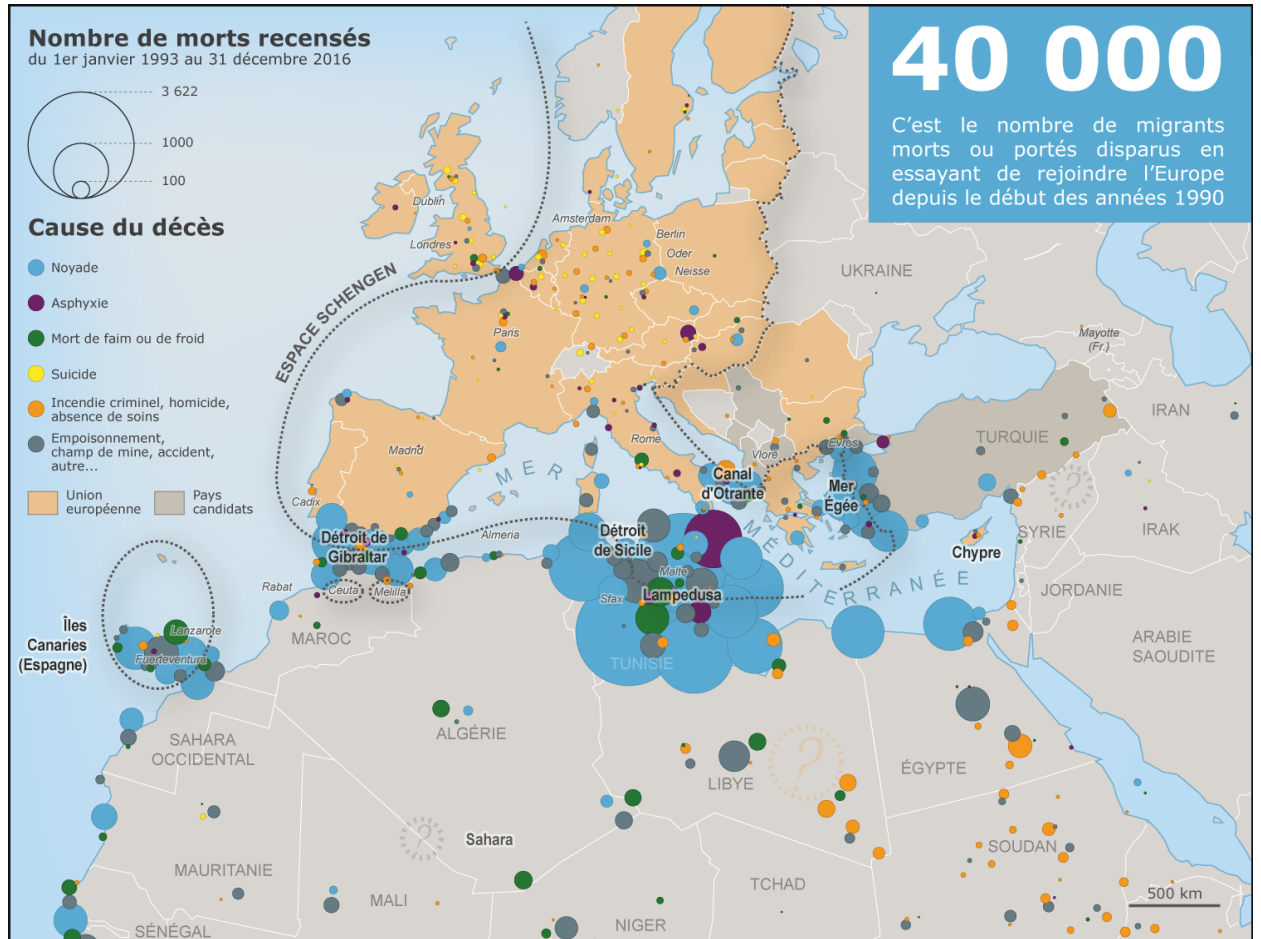 Nombre de morts recensés
du 1er janvier 1993 au 31 décembre 2016
3 622
1000
100
Cause du décès
Noyade
Asphyxie
Mort de faim ou de froid
Suicide
Incendie criminel, homicide,
absence de soins
Empoisonnement,
champ de mine, accident,
autre...
Union
européenne
Pays
candidats
40 000
C'est le nombre de migrants
morts ou portés disparus en
essayant de rejoindre l'Europe
depuis le début des années 1990
ESPACE SCHENGEN
Dublin
Londres
Amsterdam
Berlin
Oder
Neisse
Paris
UKRAINE
Mayotte
(Fr.)
IRAN
TURQUIE
Madrid
Rome
Vlorë
Evros
Cadix
MER
MÉDITERRANÉE
Canal
d'Otrante
Mer
Égée
Détroit de
Gibraltar
Almeria
Détroit
de Sicile
Malte
Lampedusa
Sfax
Chypre
SYRIE
IRAK
JORDANIE
ARABIE
SAOUDITE
Rabat
Ceuta
Melilla
MAROC
TUNISIE
Îles
Canaries
(Espagne)
Lanzarote
Fuerteventura
SAHARA
OCCIDENTAL
ALGÉRIE
LIBYE
?
ÉGYPTE
?
?
Sahara
SOUDAN
MAURITANIE
MALI
TCHAD
NIGER
SÉNÉGAL
500 km